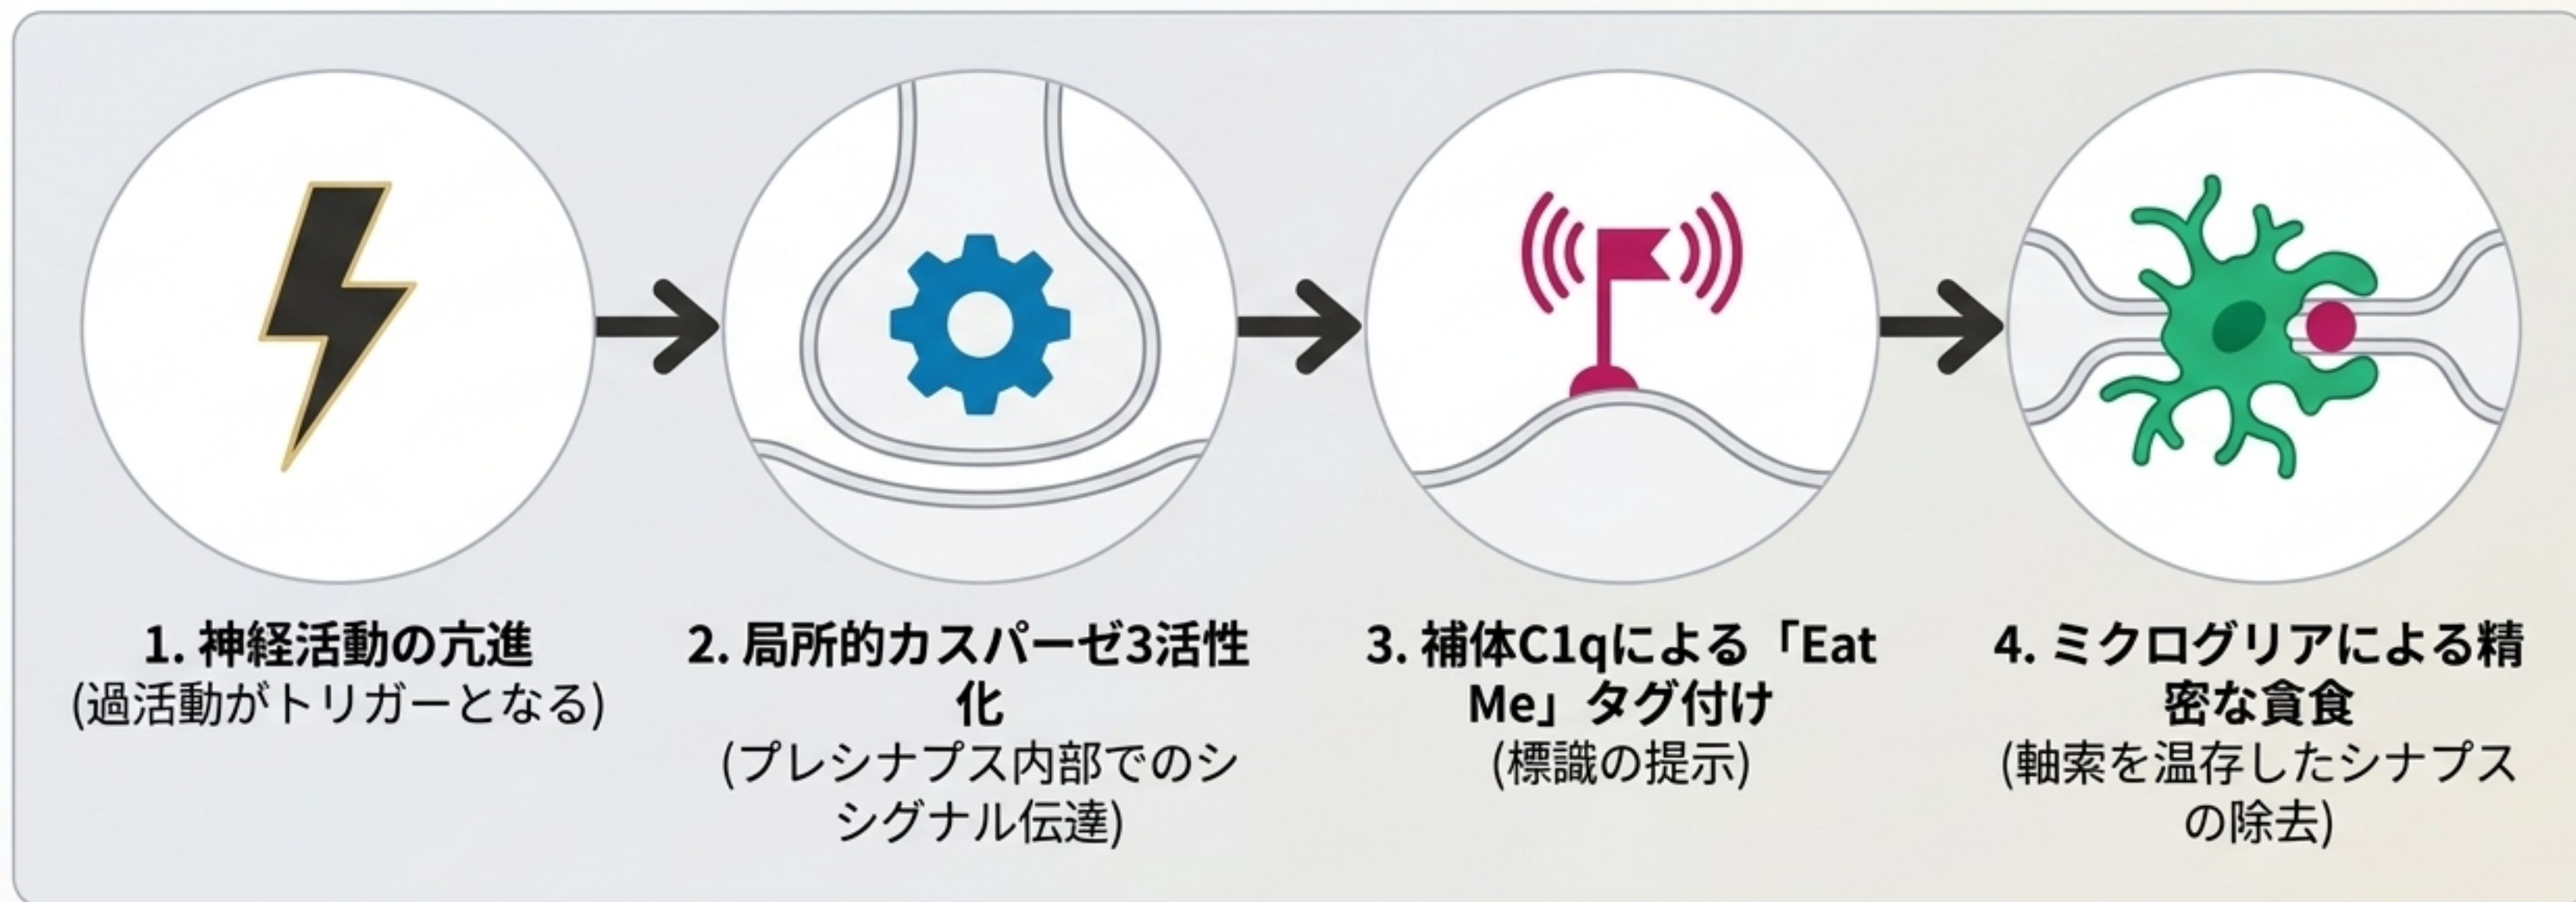 1. 神経活動の亢進
(過活動がトリガーとなる)
2. 局所的カスパーゼ3活性
化
(プレシナプス内部でのシ
シグナル伝達)
3. 補体C1qによる「Eat
Me」タグ付け
(標識の提示)
4. ミクログリアによる精
密な貪食
(軸索を温存したシナプス
の除去)